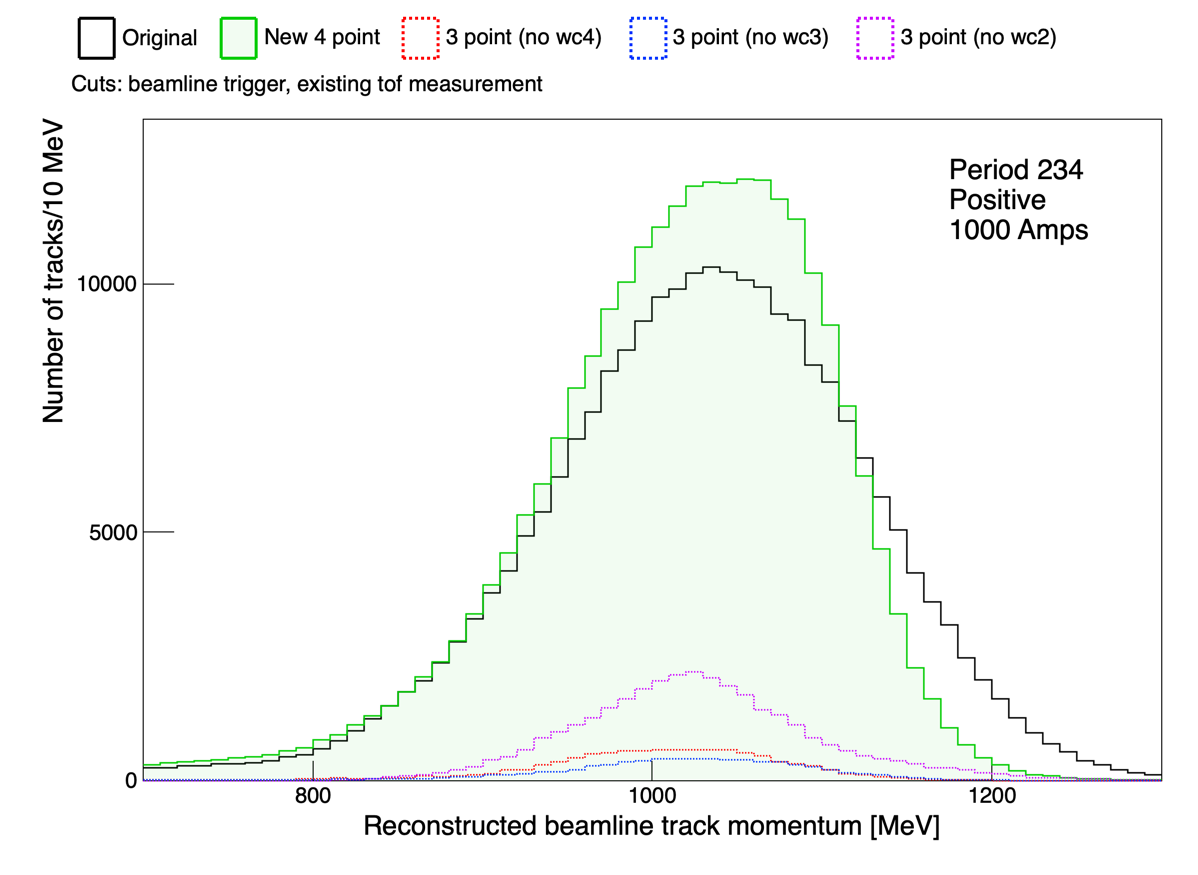 Original New 4 point 3 point (no wc4) 3 point (no wc3) 3 point (no wc2)
Cuts: beamline trigger, existing tof measurement
Number of tracks/10 MeV
Period 234
Positive
1000 Amps
10000
5000
0
800 1000 1200
Reconstructed beamline track momentum [MeV]